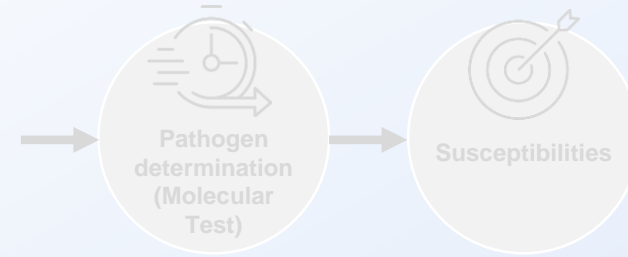 Pathogen
determination
(Molecular
Test)
Susceptibilities